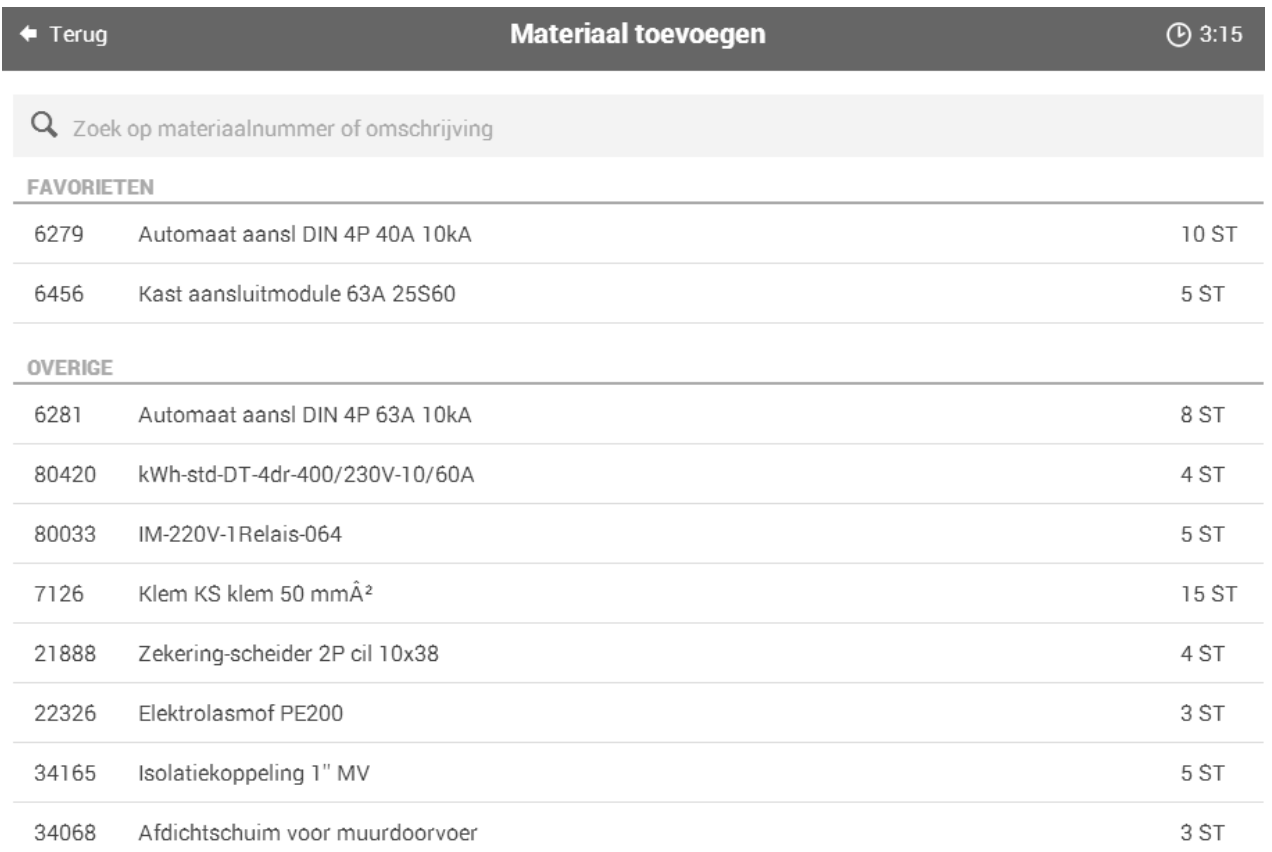 Terug Materiaal toevoegen 3:15
Zoek op materiaalnummer of omschrijving
FAVORIETEN
6279 Automaat aansl DIN 4P 40A 10kA 10 ST
6456 Kast aansluitmodule 63A 25S60 5 ST
OVERIGE
6281 Automaat aansl DIN 4P 63A 10kA 8 ST
80420 kWh-std-DT-4dr-400/230V-10/60A 4 ST
80033 IM-220V-1Relais-064 5 ST
7126 Klem KS klem 50 mmÂ² 15 ST
21888 Zekering-scheider 2P cil 10x38 4 ST
22326 Elektrolasmof PE200 3 ST
34165 Isolatiekoppeling 1" MV 5 ST
34068 Afdichtschuim voor muurdoorvoer 3 ST